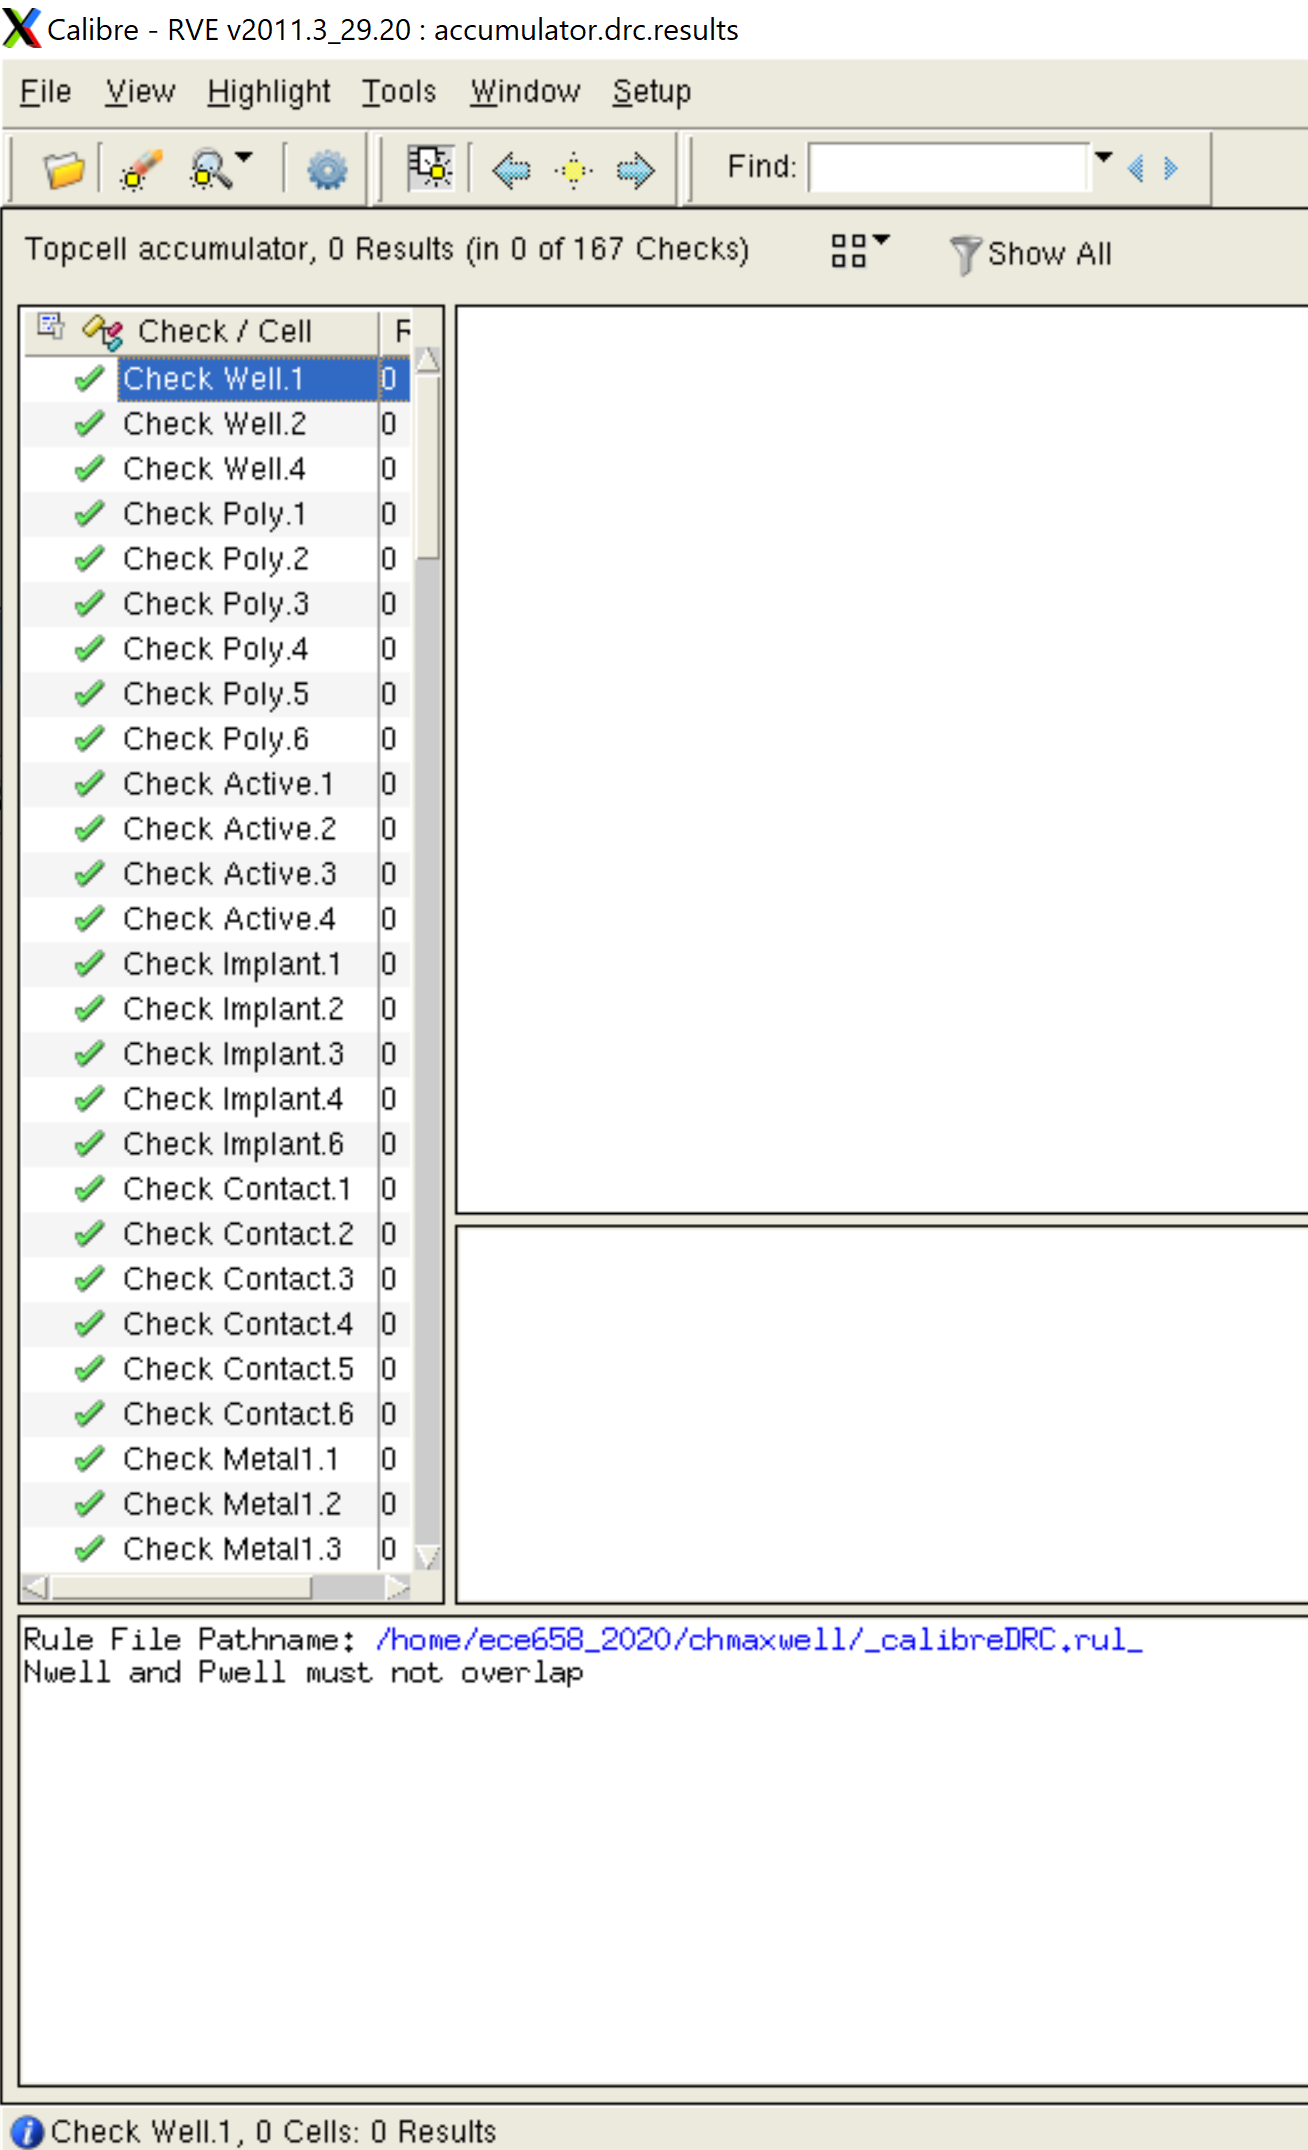 Calibre - RVE v2011.3_29.20 : accumulator.drc.results
File View Highlight Tools Window Setup
Find:
Topcell accumulator, 0 Results (in 0 of 167 Checks) Show All
Check / Cell R
Check Well.1 0
Check Well.2 0
Check Well.4 0
Check Poly.1 0
Check Poly.2 0
Check Poly.3 0
Check Poly.4 0
Check Poly.5 0
Check Poly.6 0
Check Active.1 0
Check Active.2 0
Check Active.3 0
Check Active.4 0
Check Implant.1 0
Check Implant.2 0
Check Implant.3 0
Check Implant.4 0
Check Implant.6 0
Check Contact.1 0
Check Contact.2 0
Check Contact.3 0
Check Contact.4 0
Check Contact.5 0
Check Contact.6 0
Check Metal1.1 0
Check Metal1.2 0
Check Metal1.3 0
Rule File Pathname: /home/ece658_2020/chmaxwell/_calibreDRC.rul_
Nwell and Pwell must not overlap
Check Well.1, 0 Cells: 0 Results